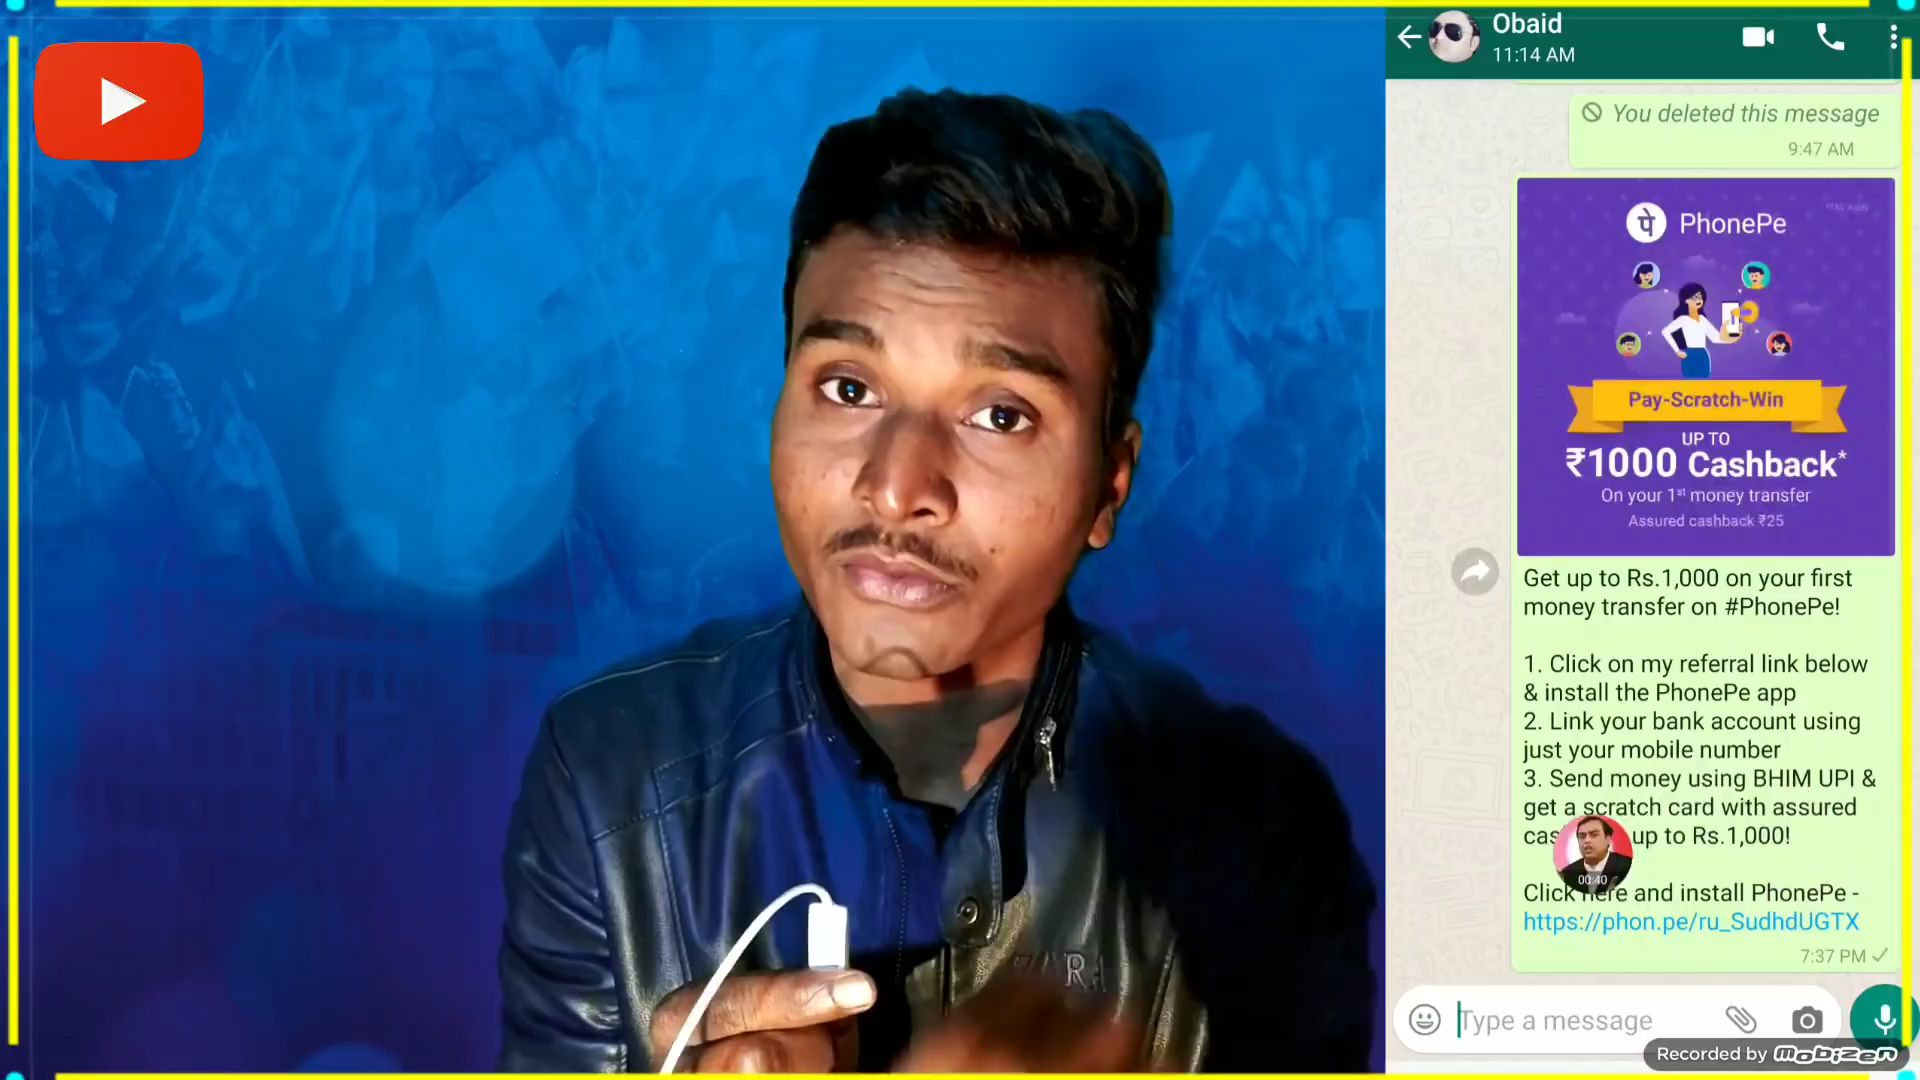 Obaid
11:14 AM
You deleted this message
9:47 AM
पे PhonePe
Pay-Scratch-Win
UP TO
₹1000 Cashback*
On your 1st money transfer
Assured cashback ₹25
Get up to Rs.1,000 on your first
money transfer on #PhonePe!
1. Click on my referral link below
& install the PhonePe app
2. Link your bank account using
just your mobile number
3. Send money using BHIM UPI &
get a scratch card with assured
up to Rs.1,000!
00:40
Click here and install PhonePe -
https://phon.pe/ru_SudhdUGTX
7:37 PM
Type a message
Recorded by mobizen